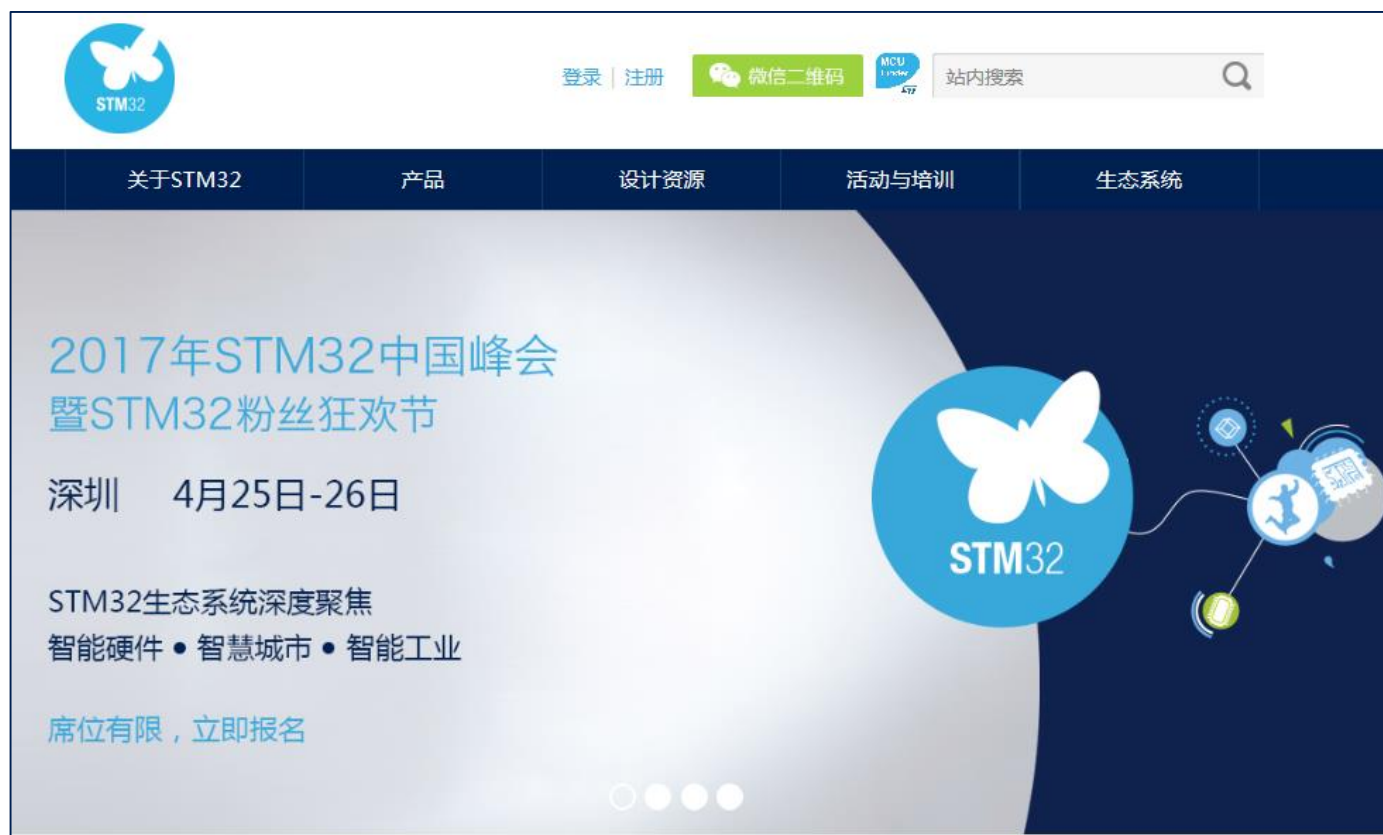 STM32
登录 | 注册
微信二维码
MCU
Finder
站内搜索
关于STM32
产品
设计资源
活动与培训
生态系统
2017年STM32中国峰会
暨STM32粉丝狂欢节
深圳 4月25日-26日
STM32生态系统深度聚焦
智能硬件 • 智慧城市 • 智能工业
席位有限，立即报名
STM32